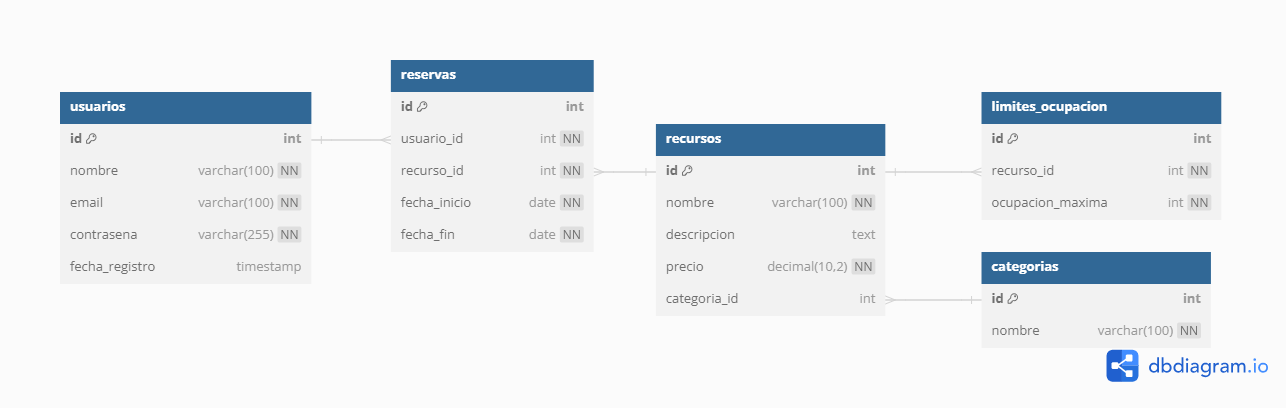 usuarios
id int
nombre varchar(100) NN
email varchar(100) NN
contrasena varchar(255) NN
fecha_registro timestamp
reservas
id int
usuario_id int NN
recurso_id int NN
fecha_inicio date NN
fecha_fin date NN
recursos
id int
nombre varchar(100) NN
descripcion text
precio decimal(10,2) NN
categoria_id int
limites_ocupacion
id int
recurso_id int NN
ocupacion_maxima int NN
categorias
id int
nombre varchar(100) NN
dbdiagram.io